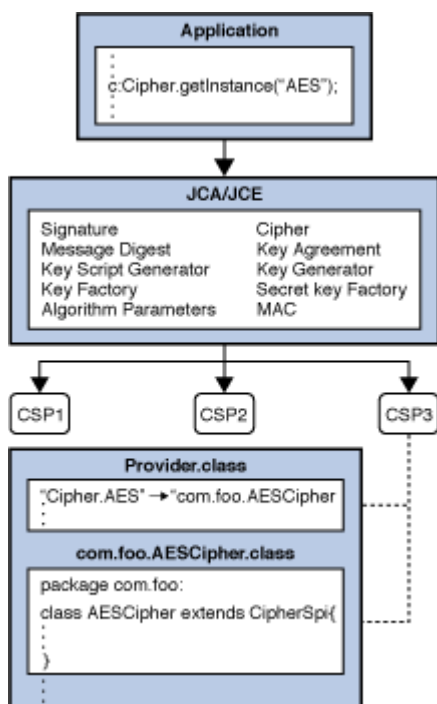 Application
c:Cipher.getInstance("AES");
JCA/JCE
Signature
Cipher
Message Digest
Key Agreement
Key Script Generator
Key Generator
Key Factory
Secret key Factory
Algorithm Parameters
MAC
CSP1
CSP2
CSP3
Provider.class
"Cipher.AES" → "com.foo.AESCipher
com.foo.AESCipher.class
package com.foo:
class AESCipher extends CipherSpi{
}